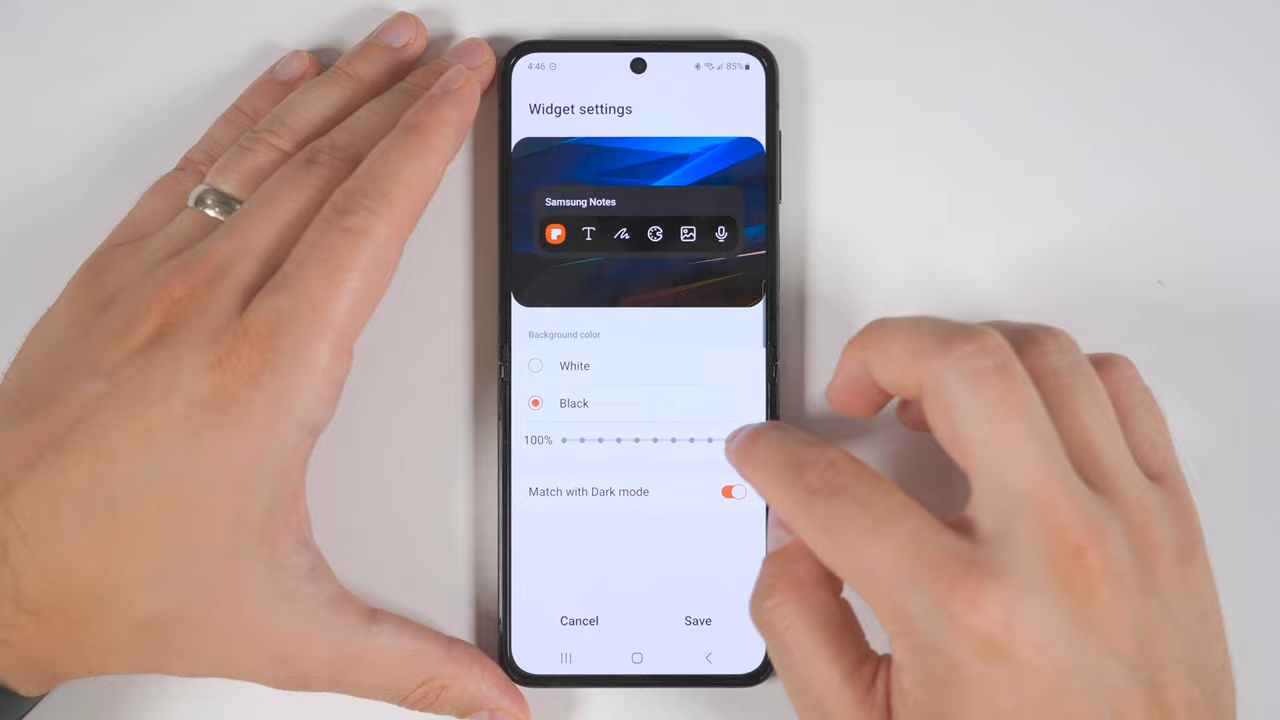 4:46
85%
Widget settings
Samsung Notes
T
Background color
White
Black
100%
Match with Dark mode
Cancel
Save